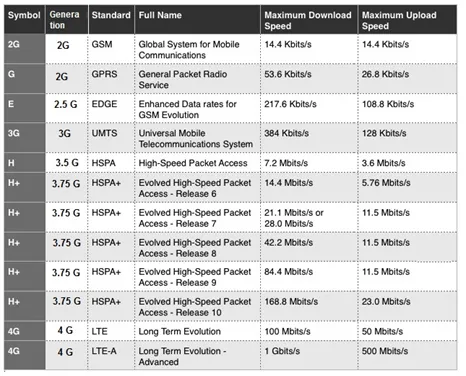 Symbol Genera Standard Full Name Maximum Download Maximum Upload
tion Speed Speed
2G 2G GSM Global System for Mobile 14.4 Kbits/s 14.4 Kbits/s
Communications
G 2G GPRS General Packet Radio 53.6 Kbits/s 26.8 Kbits/s
Service
E 2.5 G EDGE Enhanced Data rates for 217.6 Kbits/s 108.8 Kbits/s
GSM Evolution
3G 3G UMTS Universal Mobile 384 Kbits/s 128 Kbits/s
Telecommunications System
H 3.5 G HSPA High-Speed Packet Access 7.2 Mbits/s 3.6 Mbits/s
H+ 3.75 G HSPA+ Evolved High-Speed Packet 14.4 Mbits/s 5.76 Mbits/s
Access - Release 6
H+ 3.75 G HSPA+ Evolved High-Speed Packet 21.1 Mbits/s or 11.5 Mbits/s
Access - Release 7 28.0 Mbits/s
H+ 3.75 G HSPA+ Evolved High-Speed Packet 42.2 Mbits/s 11.5 Mbits/s
Access - Release 8
H+ 3.75 G HSPA+ Evolved High-Speed Packet 84.4 Mbits/s 11.5 Mbits/s
Access - Release 9
H+ 3.75 G HSPA+ Evolved High-Speed Packet 168.8 Mbits/s 23.0 Mbits/s
Access - Release 10
4G 4 G LTE Long Term Evolution 100 Mbits/s 50 Mbits/s
4G 4 G LTE-A Long Term Evolution - 1 Gbits/s 500 Mbits/s
Advanced